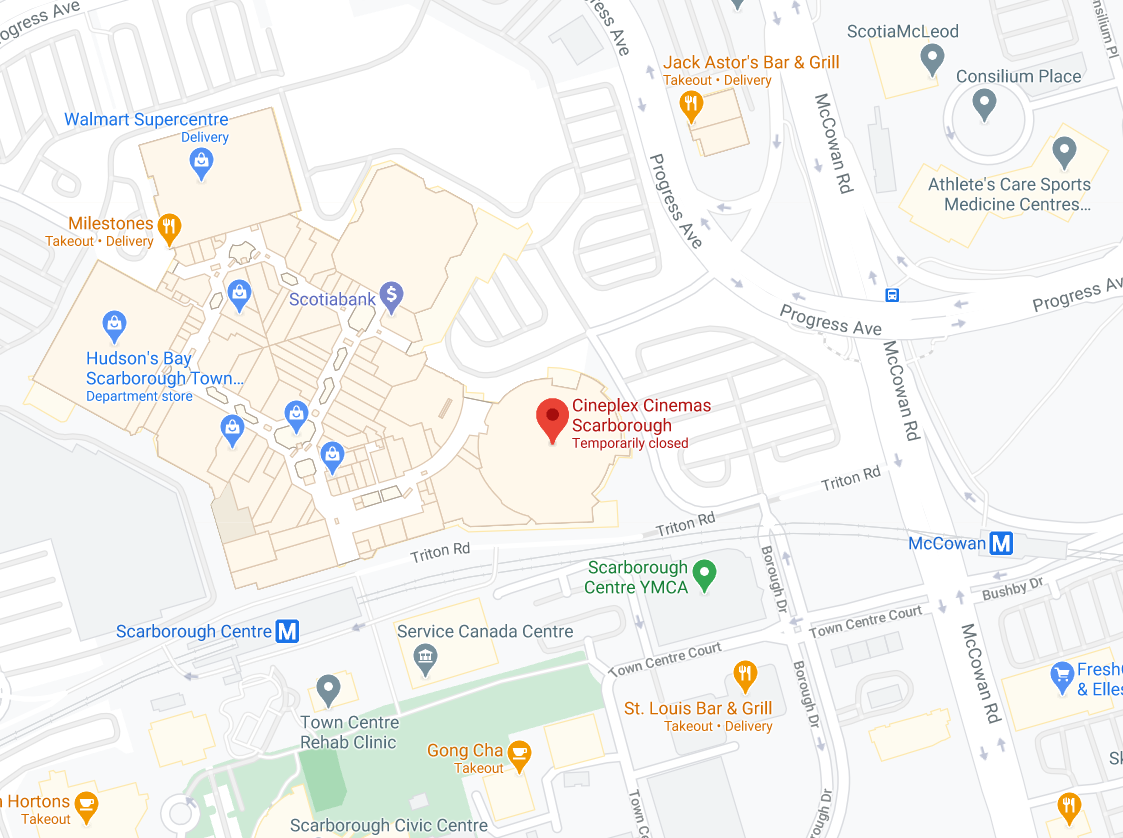 ogress Ave
ress Ave
nsilium Pl
ScotiaMcLeod
Jack Astor's Bar & Grill
Takeout • Delivery
Consilium Place
McCowan Rd
Walmart Supercentre
Delivery
Progress Ave
Athlete's Care Sports
Medicine Centres...
Milestones
Takeout • Delivery
Scotiabank
$
Progress Ave
Progress Av
Hudson's Bay
Scarborough Town...
Department store
McCowan Rd
Cineplex Cinemas
Scarborough
Temporarily closed
Triton Rd
Triton Rd
Triton Rd
McCowan M
Borough Dr
Scarborough
Centre YMCA
Bushby Dr
Town Centre Court
Scarborough Centre M
Service Canada Centre
Town Centre Court
McCowan Rd
Borough Dr
Fresh
& Elles
St. Louis Bar & Grill
Takeout • Delivery
Town Centre
Rehab Clinic
Gong Cha
Takeout
Sk
n Hortons
Takeout
Town C
rough Dr
Scarborough Civic Centre